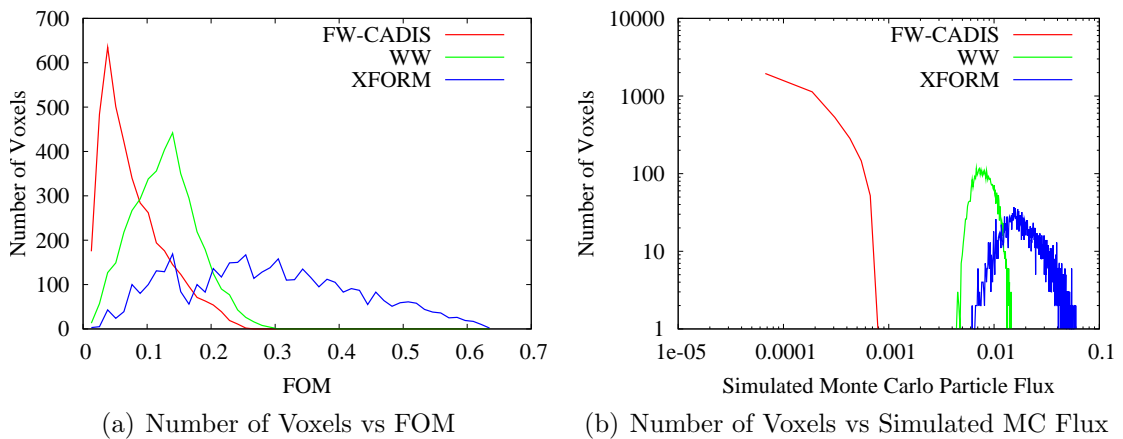 700
600
500
400
300
200
100
0
Number of Voxels
FW-CADIS
WW
XFORM
0 0.1 0.2 0.3 0.4 0.5 0.6 0.7
FOM
(a) Number of Voxels vs FOM
10000
1000
100
10
1
Number of Voxels
FW-CADIS
WW
XFORM
1e-05 0.0001 0.001 0.01 0.1
Simulated Monte Carlo Particle Flux
(b) Number of Voxels vs Simulated MC Flux